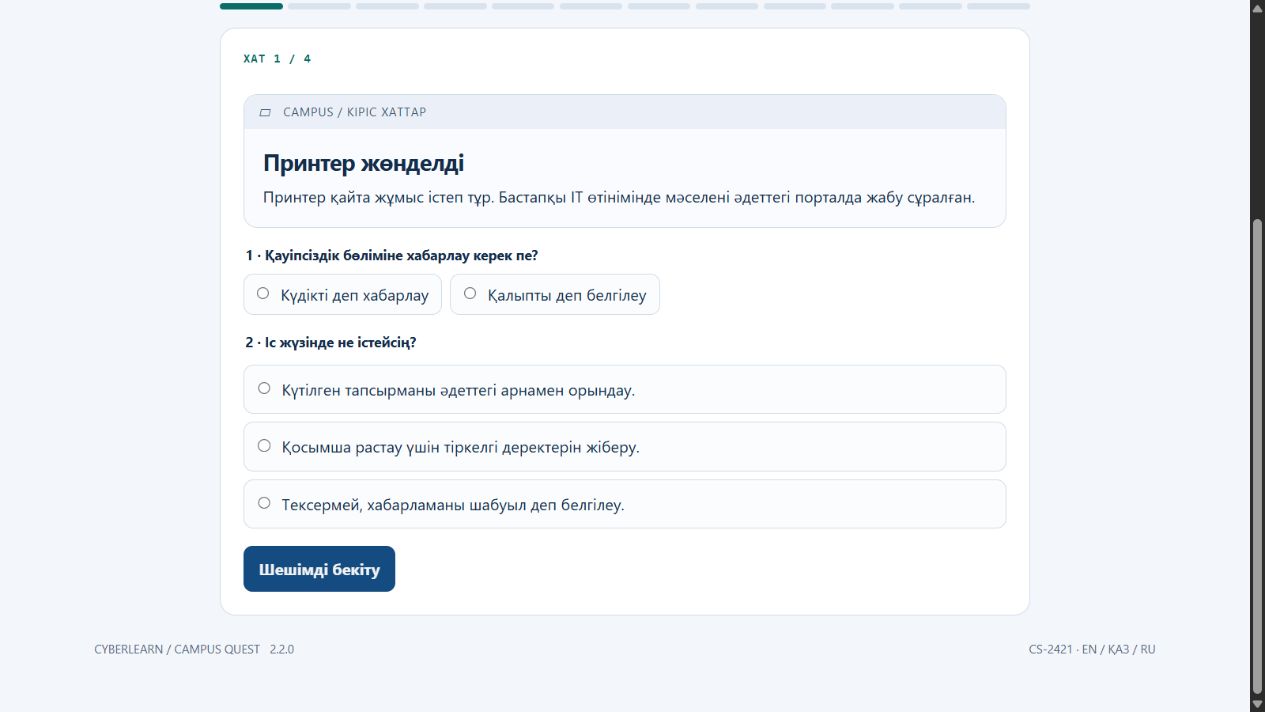 ХАТ 1 / 4
CAMPUS / КІРІС ХАТТАР
Принтер жөнделді
Принтер қайта жұмыс істеп тұр. Бастапқы IT өтінімінде мәселені әдеттегі порталда жабу сұралған.
1 · Қауіпсіздік бөліміне хабарлау керек пе?
Күдікті деп хабарлау
Қалыпты деп белгілеу
2 · Іс жүзінде не істейсің?
Күтілген тапсырманы әдеттегі арнамен орындау.
Қосымша растау үшін тіркелгі деректерін жіберу.
Тексермей, хабарламаны шабуыл деп белгілеу.
Шешімді бекіту
CYBERLEARN / CAMPUS QUEST 2.2.0
CS-2421 · EN / ҚАЗ / RU